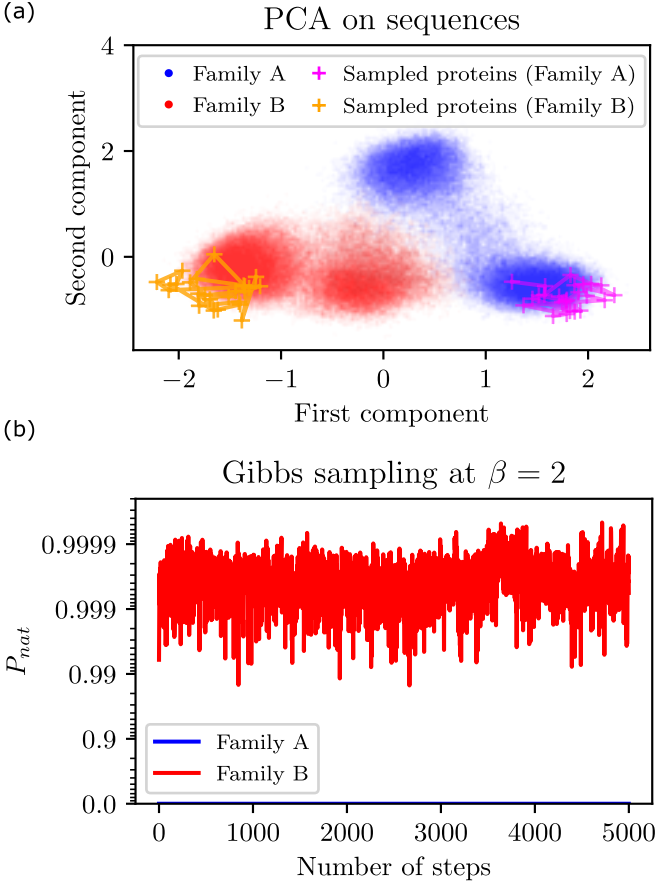 (a)
PCA on sequences
Family A
Family B
Sampled proteins (Family A)
Sampled proteins (Family B)
Second component
4
2
0
−2
−1
0
1
2
First component
(b)
Gibbs sampling at β = 2
P_nat
0.9999
0.999
0.99
0.9
0.0
Family A
Family B
0
1000
2000
3000
4000
5000
Number of steps